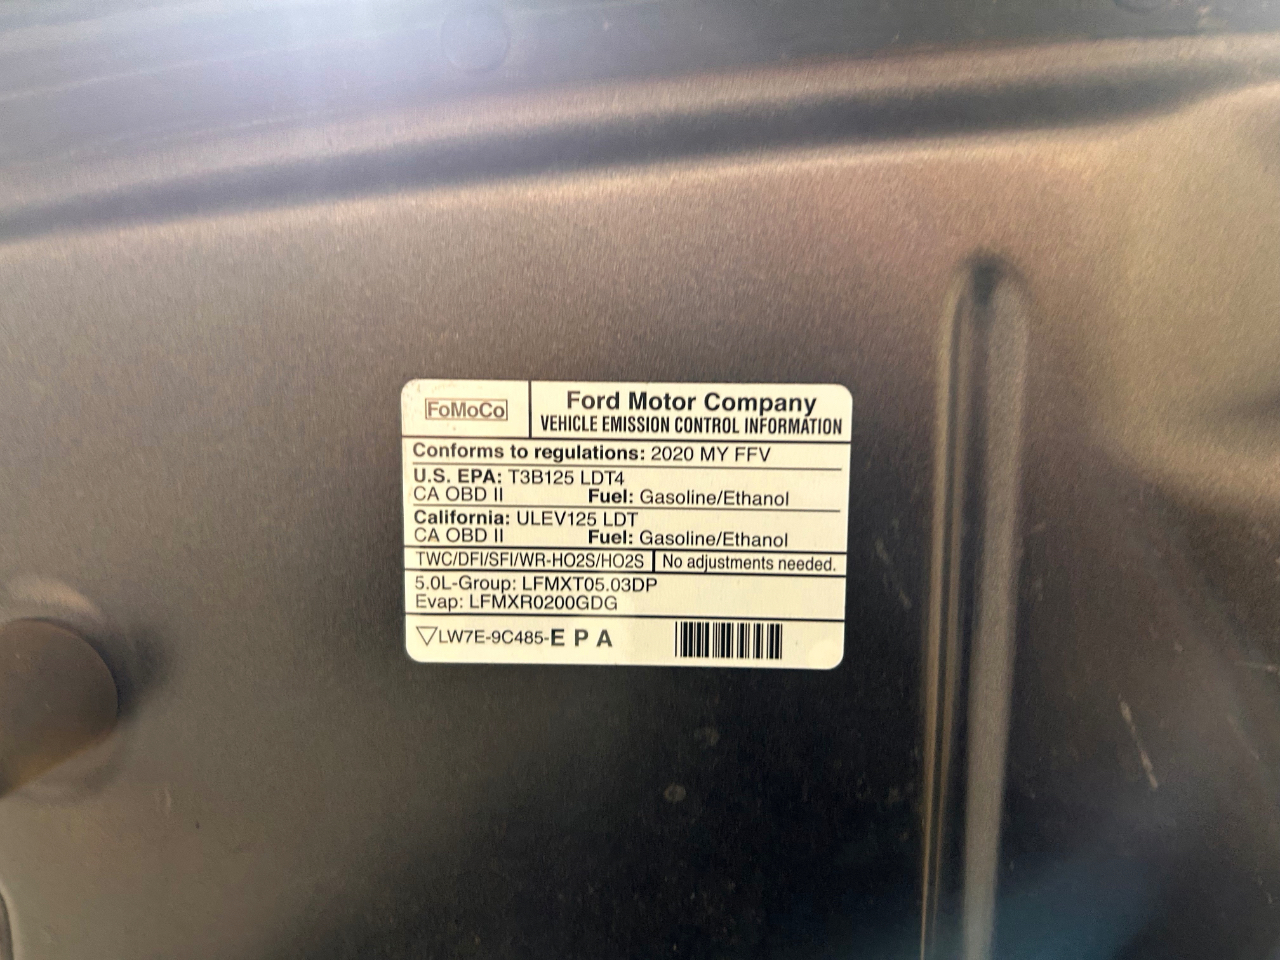 FoMoCo
Ford Motor Company
VEHICLE EMISSION CONTROL INFORMATION
Conforms to regulations: 2020 MY FFV
U.S. EPA: T3B125 LDT4
CA OBD II Fuel: Gasoline/Ethanol
California: ULEV125 LDT
CA OBD II Fuel: Gasoline/Ethanol
TWC/DFI/SFI/WR-HO2S/HO2S No adjustments needed.
5.0L-Group: LFMXT05.03DP
Evap: LFMXR0200GDG
▽LW7E-9C485-E P A